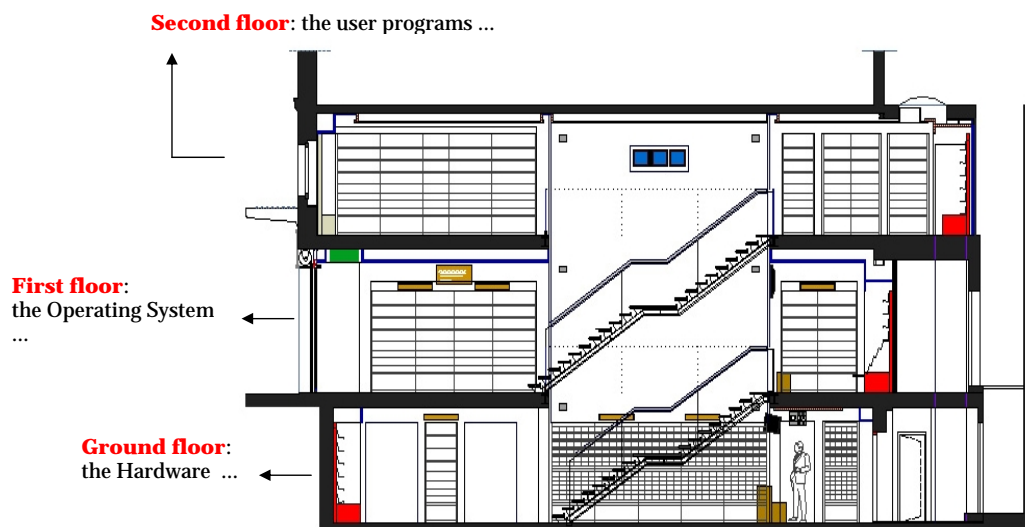 Second floor: the user programs ...
First floor:
the Operating System
...
Ground floor:
the Hardware ...